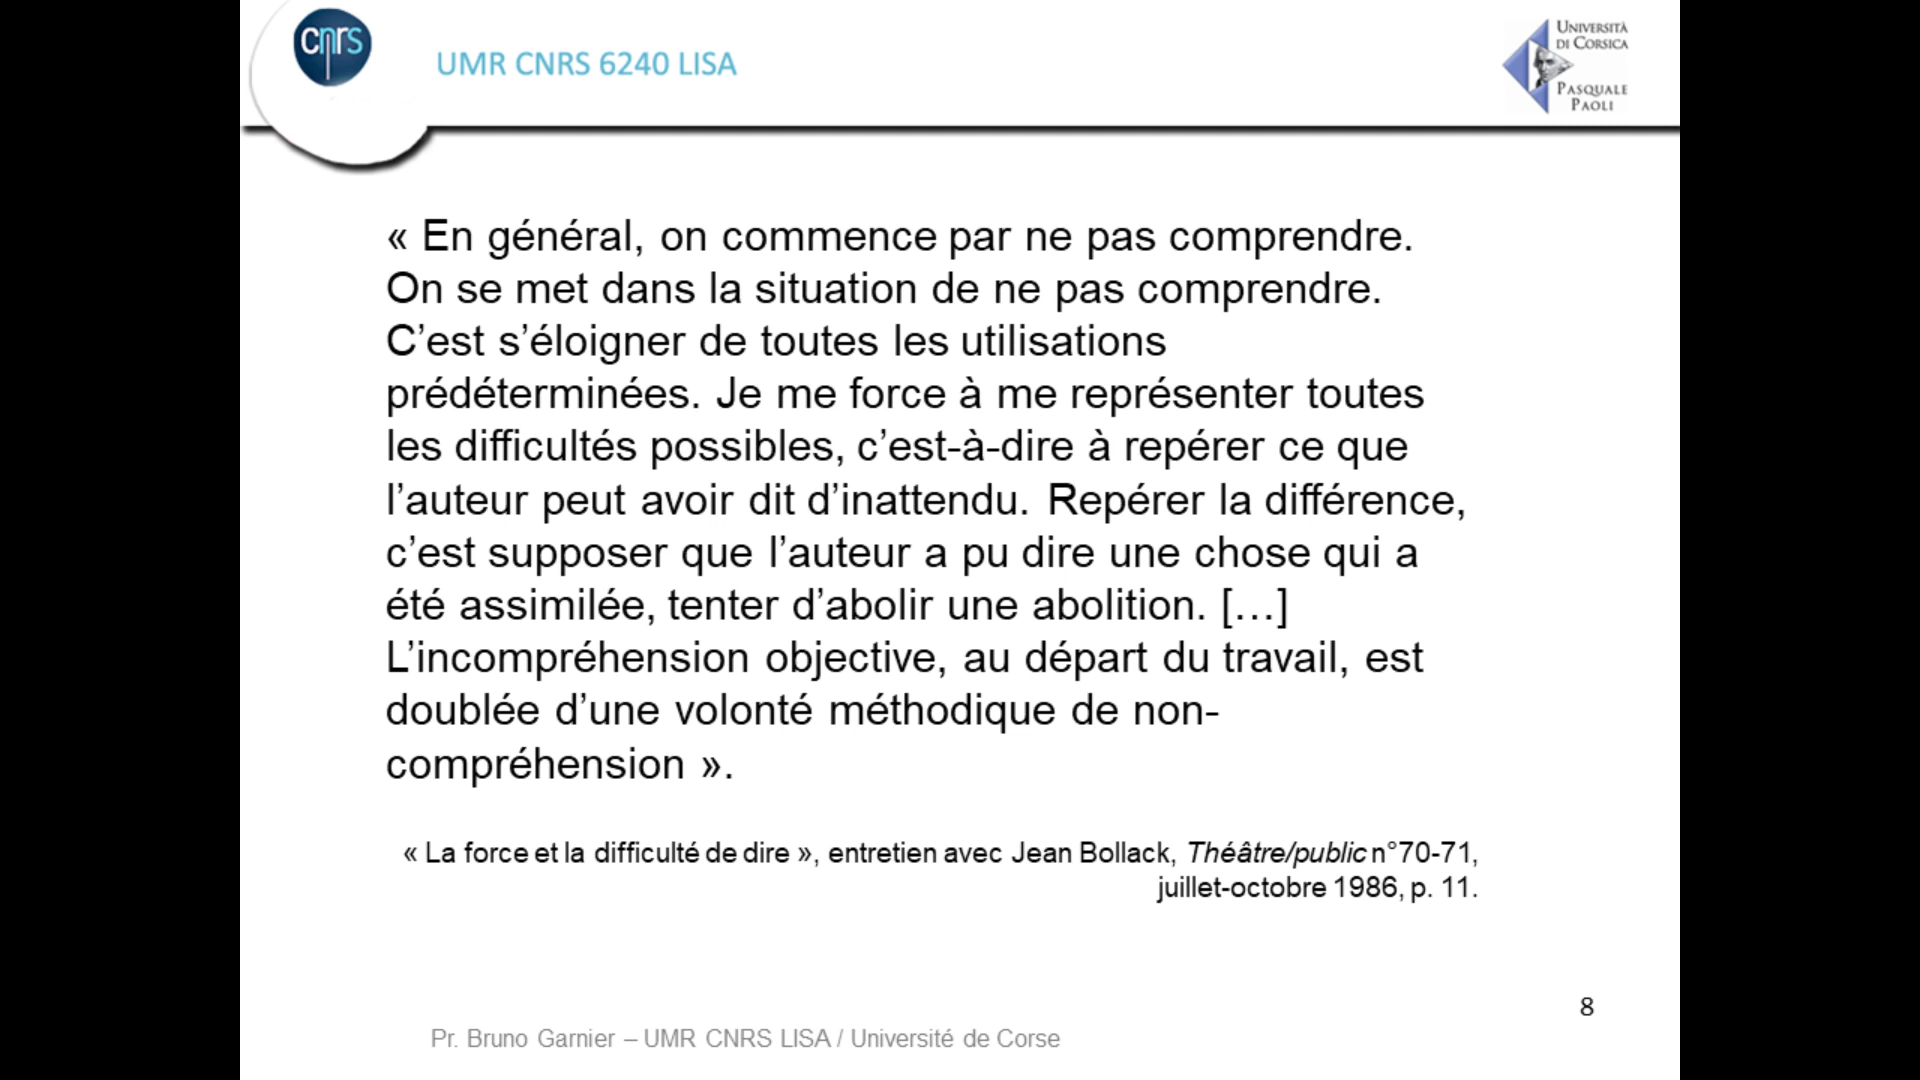 cnrs
UMR CNRS 6240 LISA
UNIVERSITÀ
DI CORSICA
PASQUALE
PAOLI
« En général, on commence par ne pas comprendre.
On se met dans la situation de ne pas comprendre.
C’est s’éloigner de toutes les utilisations
prédéterminées. Je me force à me représenter toutes
les difficultés possibles, c’est-à-dire à repérer ce que
l’auteur peut avoir dit d’inattendu. Repérer la différence,
c’est supposer que l’auteur a pu dire une chose qui a
été assimilée, tenter d’abolir une abolition. […]
L’incompréhension objective, au départ du travail, est
doublée d’une volonté méthodique de non-
compréhension ».
« La force et la difficulté de dire », entretien avec Jean Bollack, Théâtre/public n°70-71,
juillet-octobre 1986, p. 11.
8
Pr. Bruno Garnier – UMR CNRS LISA / Université de Corse